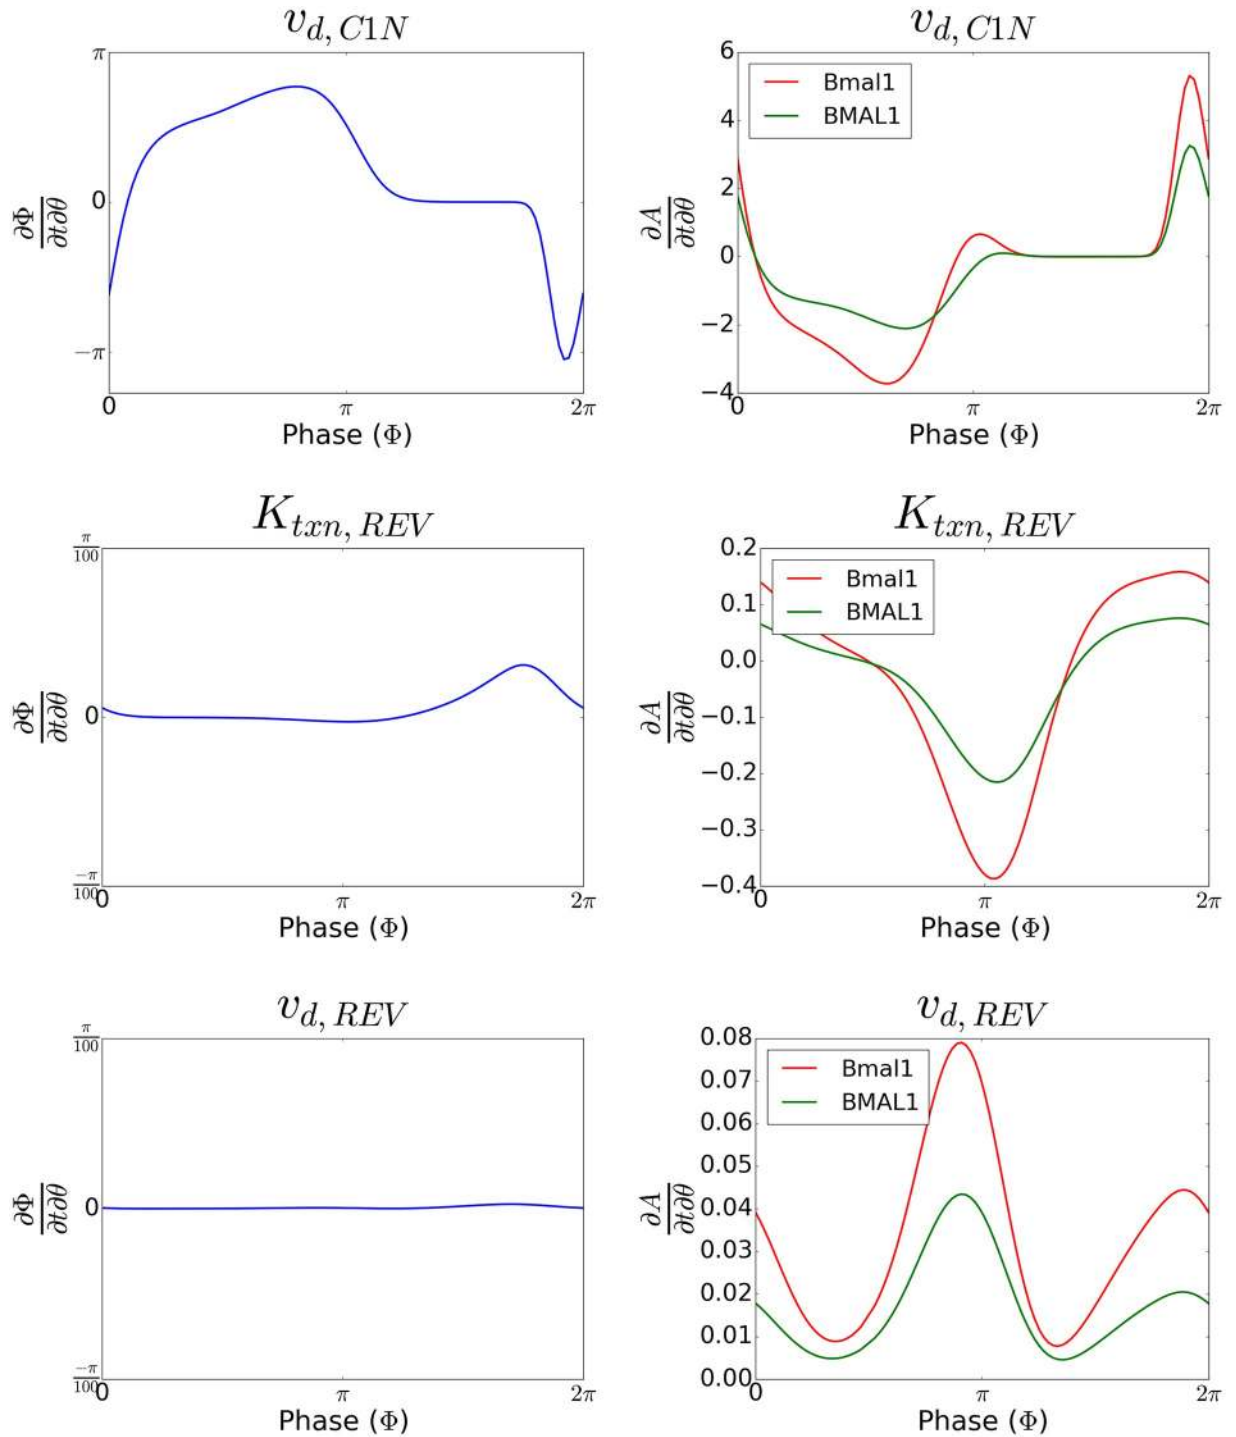 v_{d, C1N}
π
0
−π
0
π
2π
∂Φ
∂t∂θ
Phase (Φ)
v_{d, C1N}
6
4
2
0
−2
−4
0
π
2π
Bmal1
BMAL1
∂A
∂t∂θ
Phase (Φ)
K_{txn, REV}
π
100
0
−π
100
0
π
2π
∂Φ
∂t∂θ
Phase (Φ)
K_{txn, REV}
0.2
0.1
0.0
−0.1
−0.2
−0.3
−0.4
0
π
2π
Bmal1
BMAL1
∂A
∂t∂θ
Phase (Φ)
v_{d, REV}
π
100
0
−π
100
0
π
2π
∂Φ
∂t∂θ
Phase (Φ)
v_{d, REV}
0.08
0.07
0.06
0.05
0.04
0.03
0.02
0.01
0.00
0
π
2π
Bmal1
BMAL1
∂A
∂t∂θ
Phase (Φ)